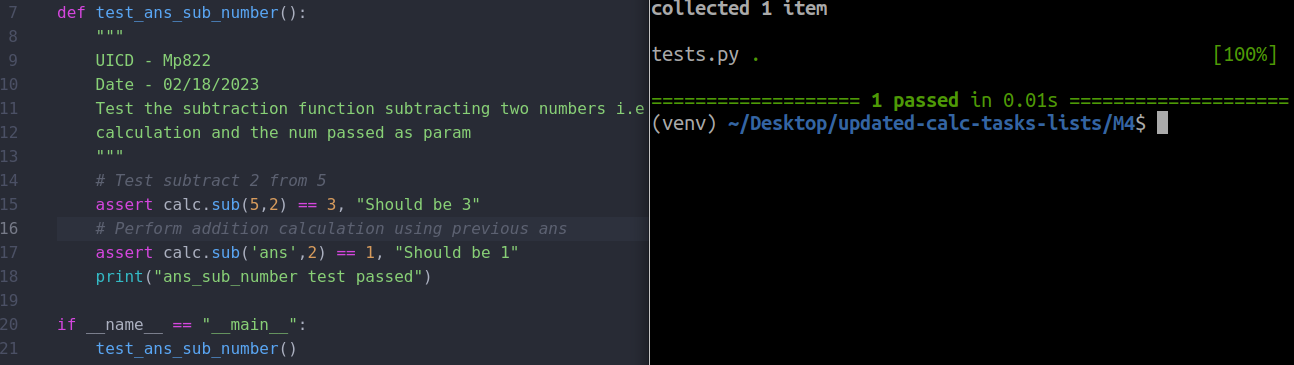 7 def test_ans_sub_number():
8 """
9 UICD - Mp822
10 Date - 02/18/2023
11 Test the subtraction function subtracting two numbers i.e
12 calculation and the num passed as param
13 """
14 # Test subtract 2 from 5
15 assert calc.sub(5,2) == 3, "Should be 3"
16 # Perform addition calculation using previous ans
17 assert calc.sub('ans',2) == 1, "Should be 1"
18 print("ans_sub_number test passed")
19
20 if __name__ == "__main__":
21 test_ans_sub_number()
collected 1 item
tests.py . [100%]
=================== 1 passed in 0.01s ====================
(venv) ~/Desktop/updated-calc-tasks-lists/M4$